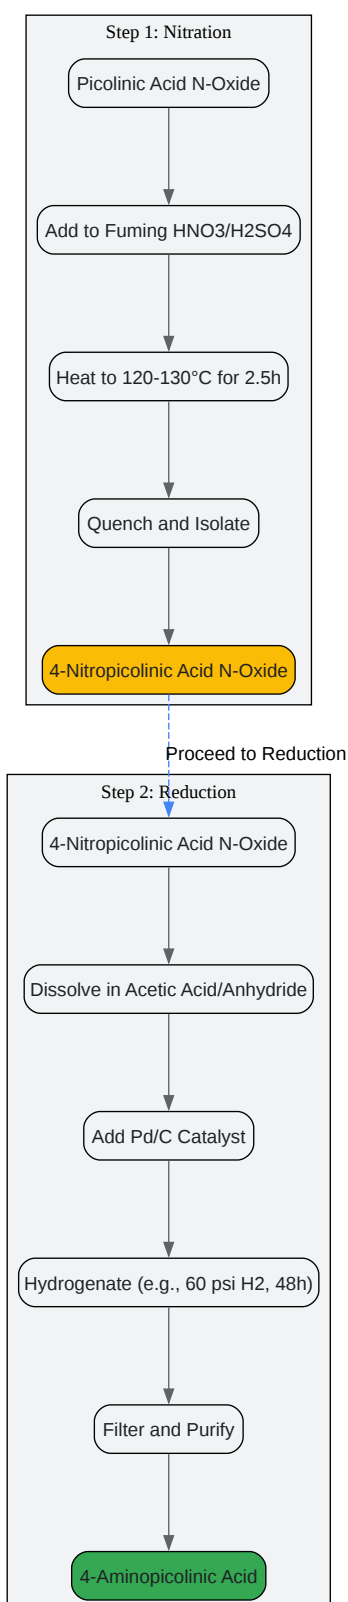 Step 1: Nitration
Picolinic Acid N-Oxide
Add to Fuming HNO3/H2SO4
Heat to 120-130°C for 2.5h
Quench and Isolate
4-Nitropicolinic Acid N-Oxide
Proceed to Reduction
Step 2: Reduction
4-Nitropicolinic Acid N-Oxide
Dissolve in Acetic Acid/Anhydride
Add Pd/C Catalyst
Hydrogenate (e.g., 60 psi H2, 48h)
Filter and Purify
4-Aminopicolinic Acid